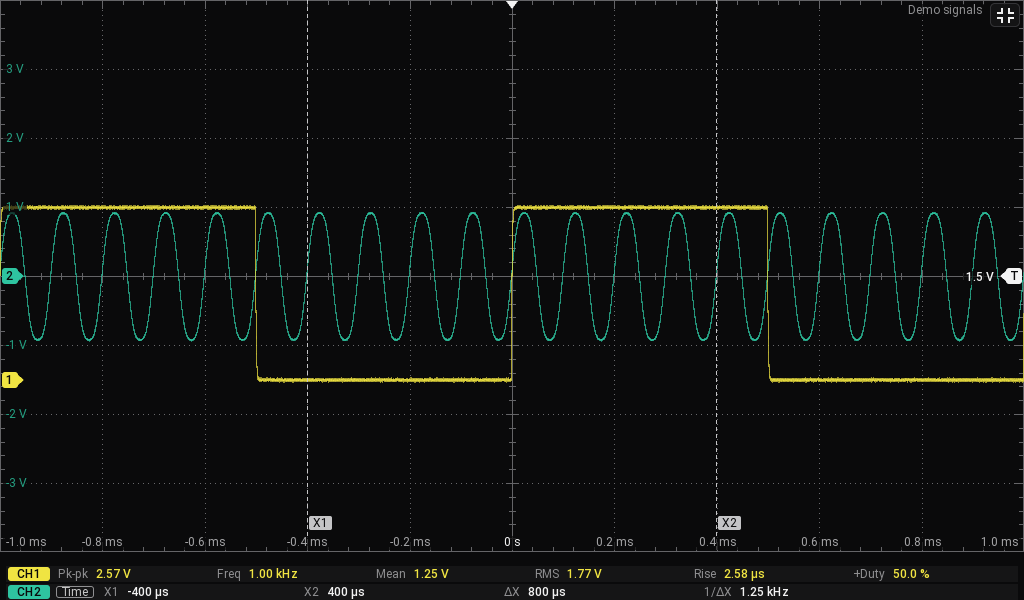 Demo signals
3 V
2 V
1 V
2
1.5 V T
-1 V
1
-2 V
-3 V
X1 X2
-1.0 ms -0.8 ms -0.6 ms -0.4 ms -0.2 ms 0 s 0.2 ms 0.4 ms 0.6 ms 0.8 ms 1.0 ms
CH1 Pk-pk 2.57 V Freq 1.00 kHz Mean 1.25 V RMS 1.77 V Rise 2.58 µs +Duty 50.0 %
CH2 Time X1 -400 µs X2 400 µs ΔX 800 µs 1/ΔX 1.25 kHz